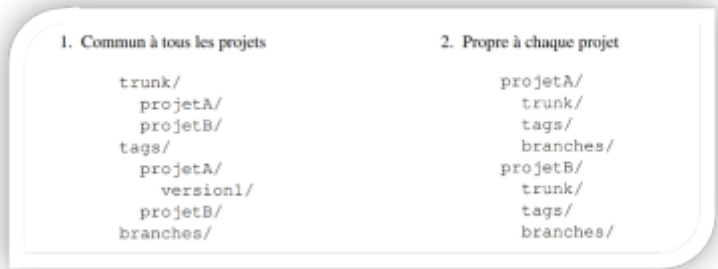 1. Commun à tous les projets
trunk/
projetA/
projetB/
tags/
projetA/
version1/
projetB/
branches/
2. Propre à chaque projet
projetA/
trunk/
tags/
branches/
projetB/
trunk/
tags/
branches/